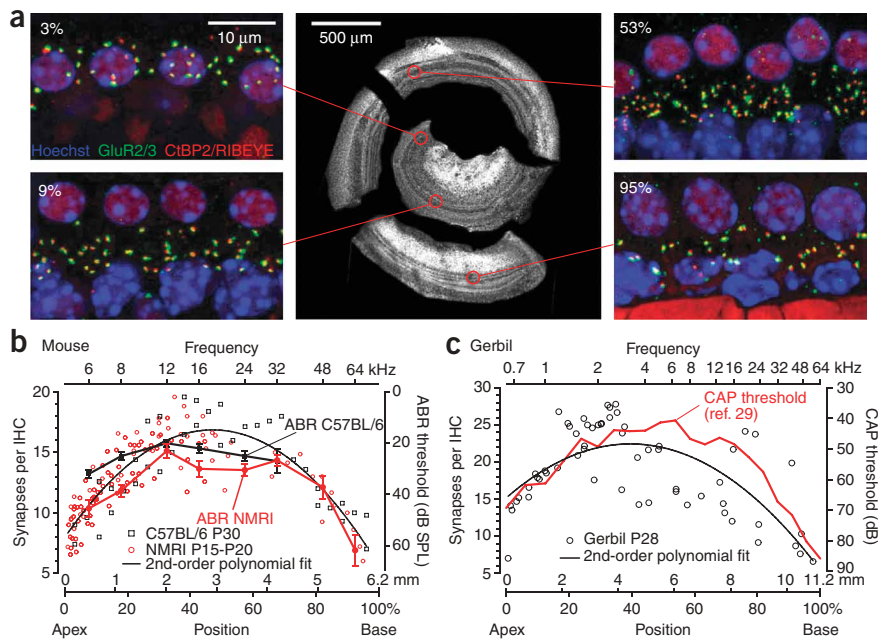 a
3%
10 μm
500 μm
53%
Hoechst GluR2/3 CtBP2/RIBEYE
9%
95%
b
Mouse Frequency
6 8 12 16 24 32 48 64 kHz
20
15
10
5
Synapses per IHC
0
20
40
60
ABR threshold (dB SPL)
ABR C57BL/6
ABR NMRI
C57BL/6 P30
NMRI P15-P20
2nd-order polynomial fit
0 1 2 3 4 5 6.2 mm
0 20 40 60 80 100%
Apex Position Base
c
Gerbil Frequency
0.7 1 2 4 6 8 12 16 24 32 48 64 kHz
30
25
20
15
10
5
Synapses per IHC
30
40
50
60
70
80
90
CAP threshold (dB)
CAP threshold
(ref. 29)
Gerbil P28
2nd-order polynomial fit
0 2 4 6 8 10 11.2 mm
0 20 40 60 80 100%
Apex Position Base